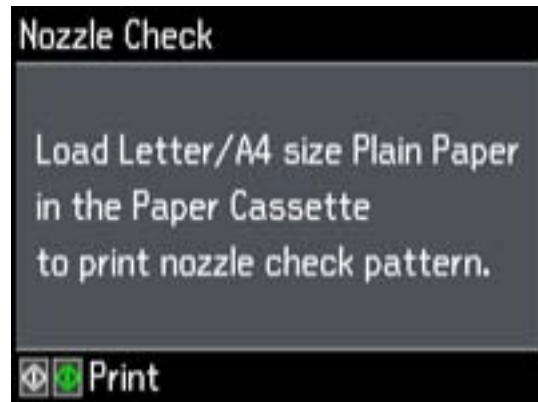 Nozzle Check
Load Letter/A4 size Plain Paper
in the Paper Cassette
to print nozzle check pattern.
Print